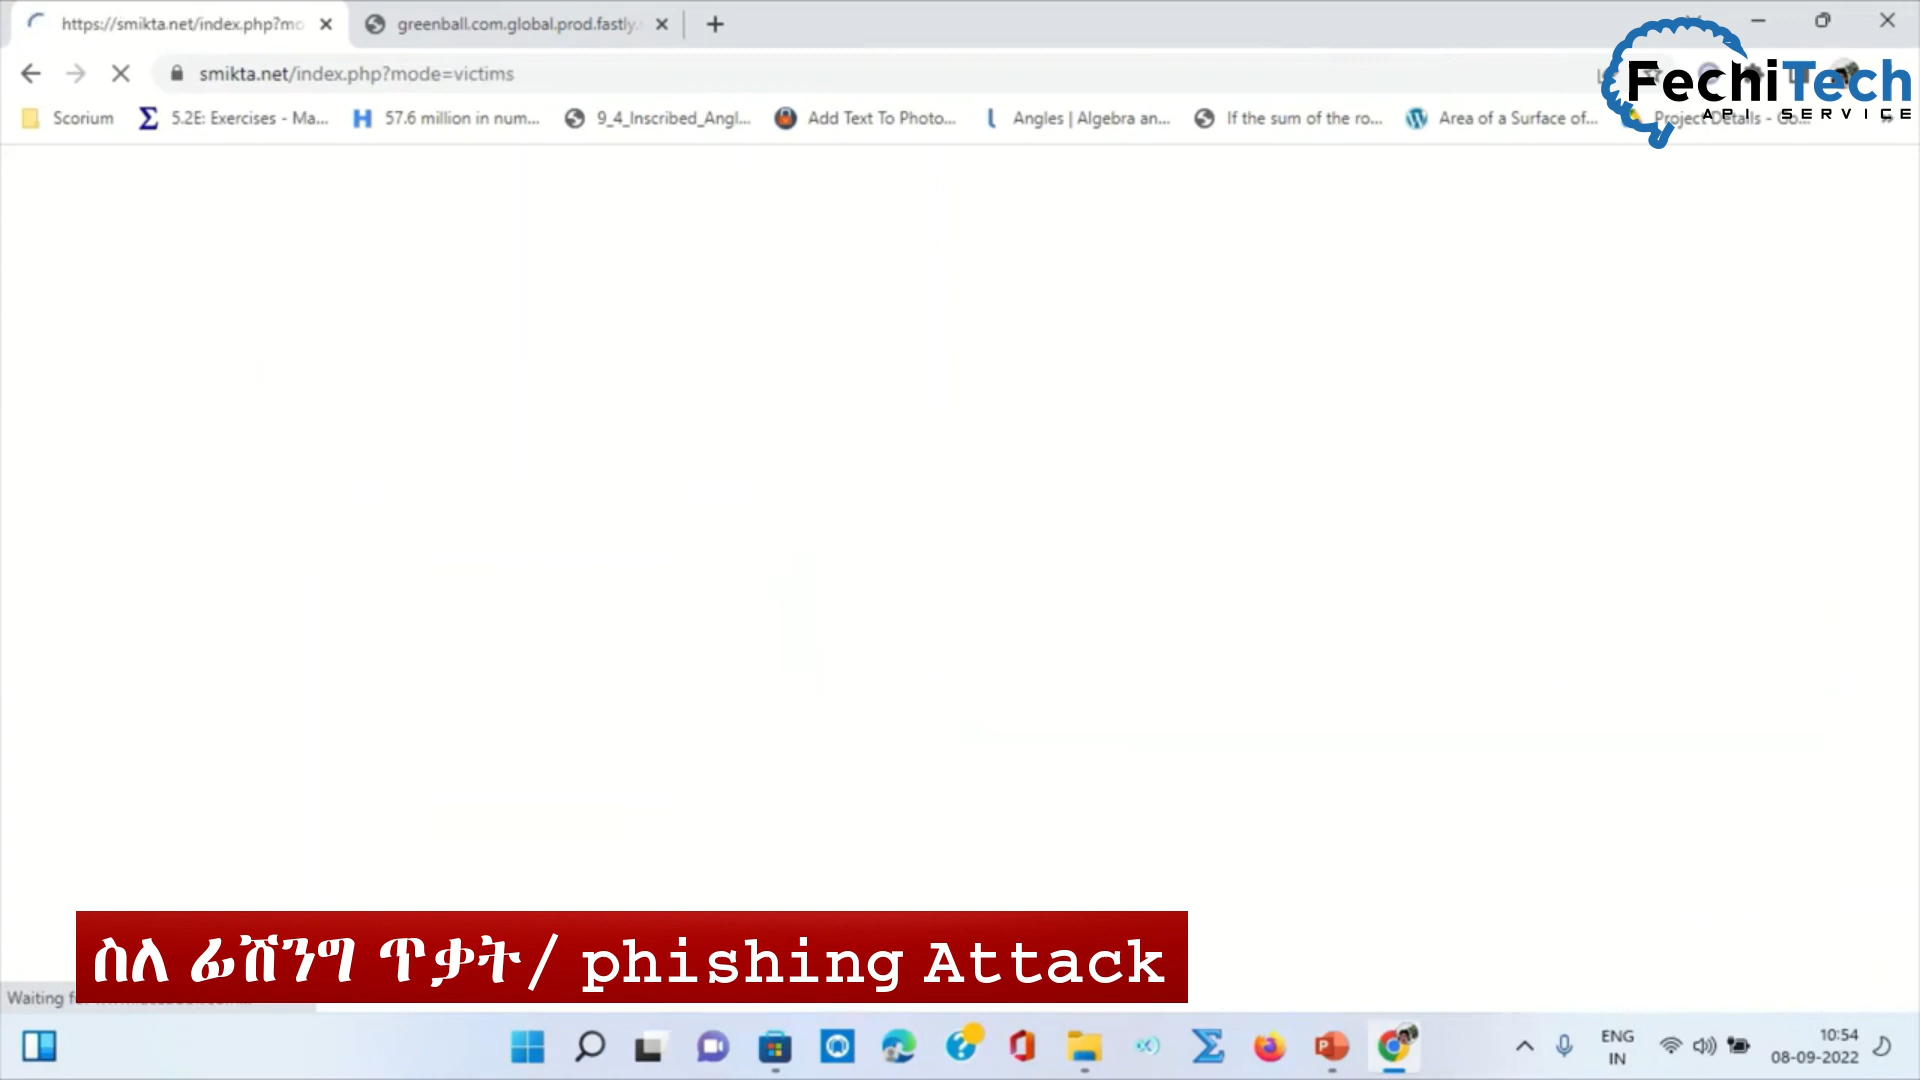 https://smikta.net/index.php?mo
greenball.com.global.prod.fastly.
smikta.net/index.php?mode=victims
FechiTech
API SERVICE
Scorium
5.2E: Exercises - Ma...
57.6 million in num...
9_4_Inscribed_Angl...
Add Text To Photo...
Angles | Algebra an...
If the sum of the ro...
Area of a Surface of...
Project Details - Go...
ስለ ፊሽንግ ጥቃት/ phishing Attack
Waiting
ENG
IN
10:54
08-09-2022